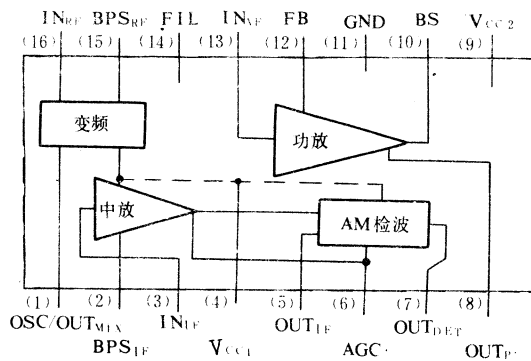 IN_RF BPS_RF FIL IN_VF FB GND BS V_CC2
(16) (15) (14) (13) (12) (11) (10) (9)
变频
功放
中放
AM检波
(1) (2) (3) (4) (5) (6) (7) (8)
OSC/OUT_MIX IN_IF OUT_IF OUT_DET
BPS_IF V_CC1 AGC OUT_P